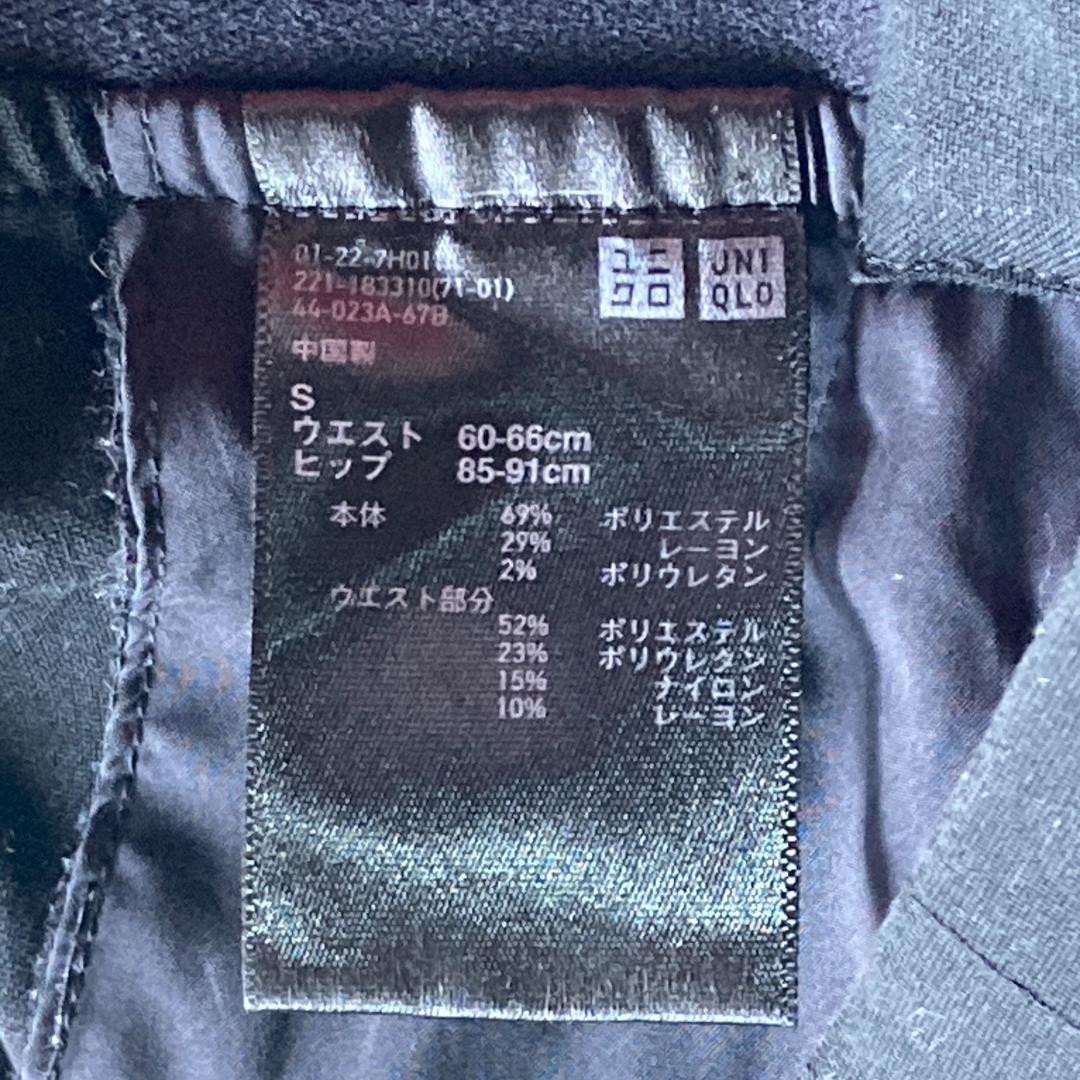 ユニ
クロ
UNI
QLO
221-183310(71-01)
44-023A-67B
中国製
S
ウエスト 60-66cm
ヒップ 85-91cm
本体 69% ポリエステル
29% レーヨン
2% ポリウレタン
ウエスト部分
52% ポリエステル
23% ポリウレタン
15% ナイロン
10% レーヨン